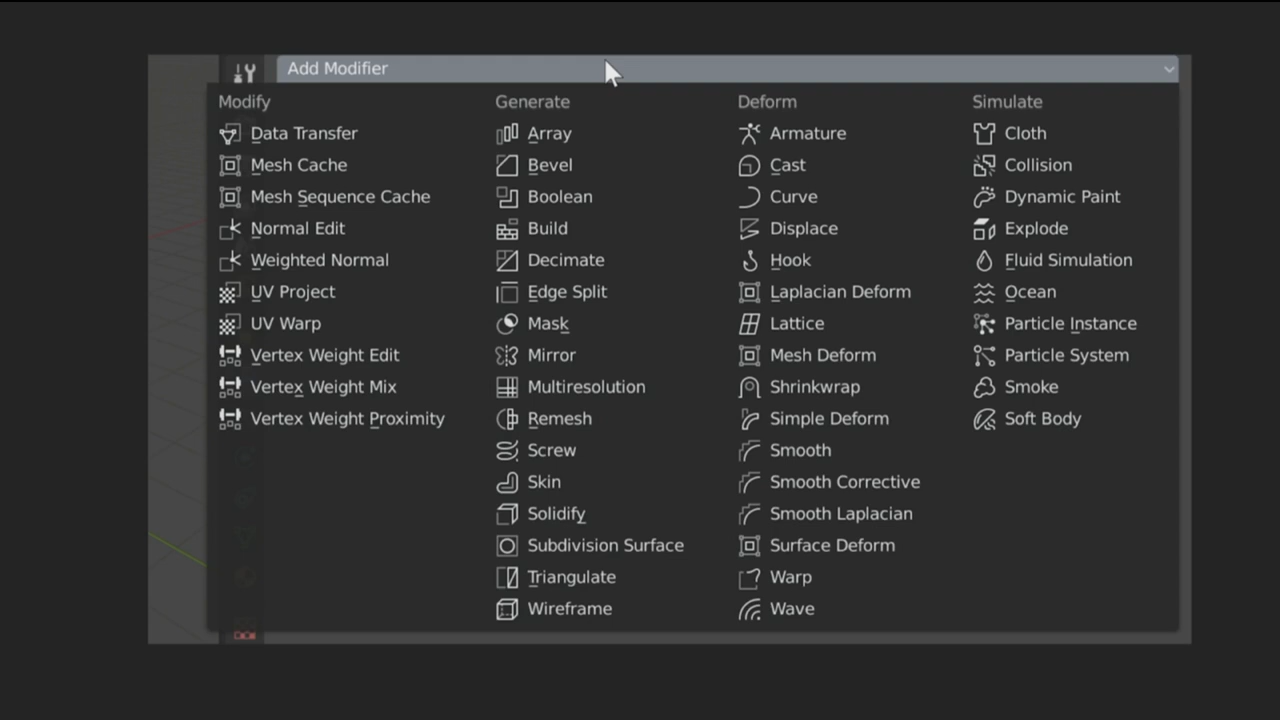 Add Modifier
Modify
Data Transfer
Mesh Cache
Mesh Sequence Cache
Normal Edit
Weighted Normal
UV Project
UV Warp
Vertex Weight Edit
Vertex Weight Mix
Vertex Weight Proximity
Generate
Array
Bevel
Boolean
Build
Decimate
Edge Split
Mask
Mirror
Multiresolution
Remesh
Screw
Skin
Solidify
Subdivision Surface
Triangulate
Wireframe
Deform
Armature
Cast
Curve
Displace
Hook
Laplacian Deform
Lattice
Mesh Deform
Shrinkwrap
Simple Deform
Smooth
Smooth Corrective
Smooth Laplacian
Surface Deform
Warp
Wave
Simulate
Cloth
Collision
Dynamic Paint
Explode
Fluid Simulation
Ocean
Particle Instance
Particle System
Smoke
Soft Body